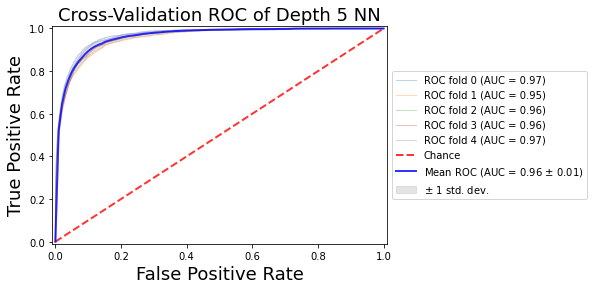 Cross-Validation ROC of Depth 5 NN
True Positive Rate
1.0
0.8
0.6
0.4
0.2
0.0
0.0 0.2 0.4 0.6 0.8 1.0
False Positive Rate
ROC fold 0 (AUC = 0.97)
ROC fold 1 (AUC = 0.95)
ROC fold 2 (AUC = 0.96)
ROC fold 3 (AUC = 0.96)
ROC fold 4 (AUC = 0.97)
Chance
Mean ROC (AUC = 0.96 ± 0.01)
± 1 std. dev.